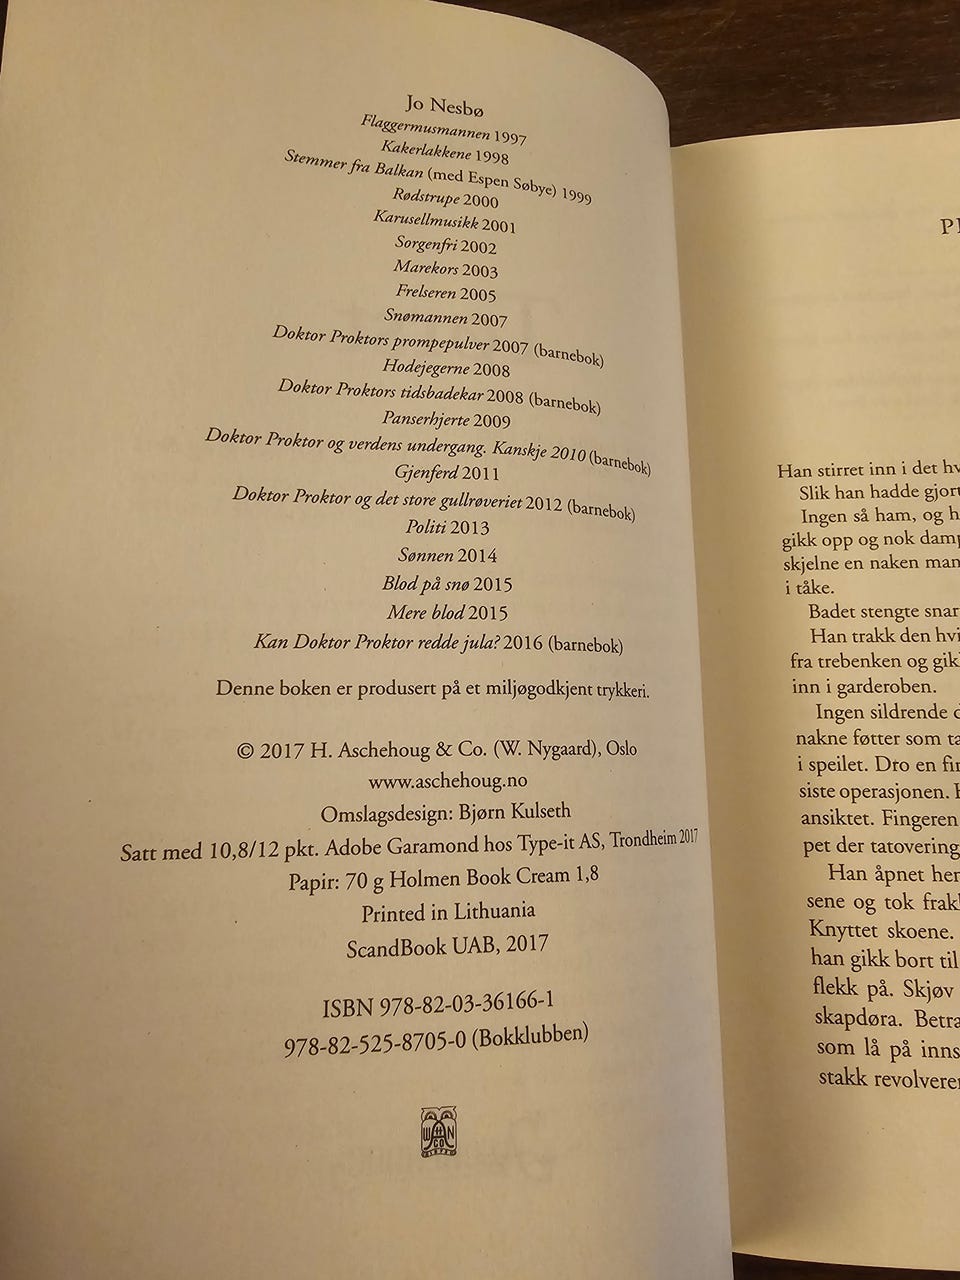 Jo Nesbø
Flaggermusmannen 1997
Kakerlakkene 1998
Stemmer fra Balkan (med Espen Søbye) 1999
Rødstrupe 2000
Karusellmusikk 2001
Sorgenfri 2002
Marekors 2003
Frelseren 2005
Snømannen 2007
Doktor Proktors prompepulver 2007 (barnebok)
Hodejegerne 2008
Doktor Proktors tidsbadekar 2008 (barnebok)
Panserhjerte 2009
Doktor Proktor og verdens undergang. Kanskje 2010 (barnebok)
Gjenferd 2011
Doktor Proktor og det store gullrøveriet 2012 (barnebok)
Politi 2013
Sønnen 2014
Blod på snø 2015
Mere blod 2015
Kan Doktor Proktor redde jula? 2016 (barnebok)
Denne boken er produsert på et miljøgodkjent trykkeri.
© 2017 H. Aschehoug & Co. (W. Nygaard), Oslo
www.aschehoug.no
Omslagsdesign: Bjørn Kulseth
Satt med 10,8/12 pkt. Adobe Garamond hos Type-it AS, Trondheim 2017
Papir: 70 g Holmen Book Cream 1,8
Printed in Lithuania
ScandBook UAB, 2017
ISBN 978-82-03-36166-1
978-82-525-8705-0 (Bokklubben)
Han stirret inn i det
Slik han hadde
Ingen så ham, og
gikk opp og nok
skjelne en naken
i tåke.
Badet stengte
Han trakk den
fra trebenken og
inn i garderoben.
Ingen sildrende
nakne føtter som
i speilet. Dro en
siste operasjonen.
ansiktet. Fingeren
pet der
Han åpnet
sene og tok
Knyttet skoene.
han gikk bort til
flekk på. Skjøv
skapdøra.
som lå på
stakk